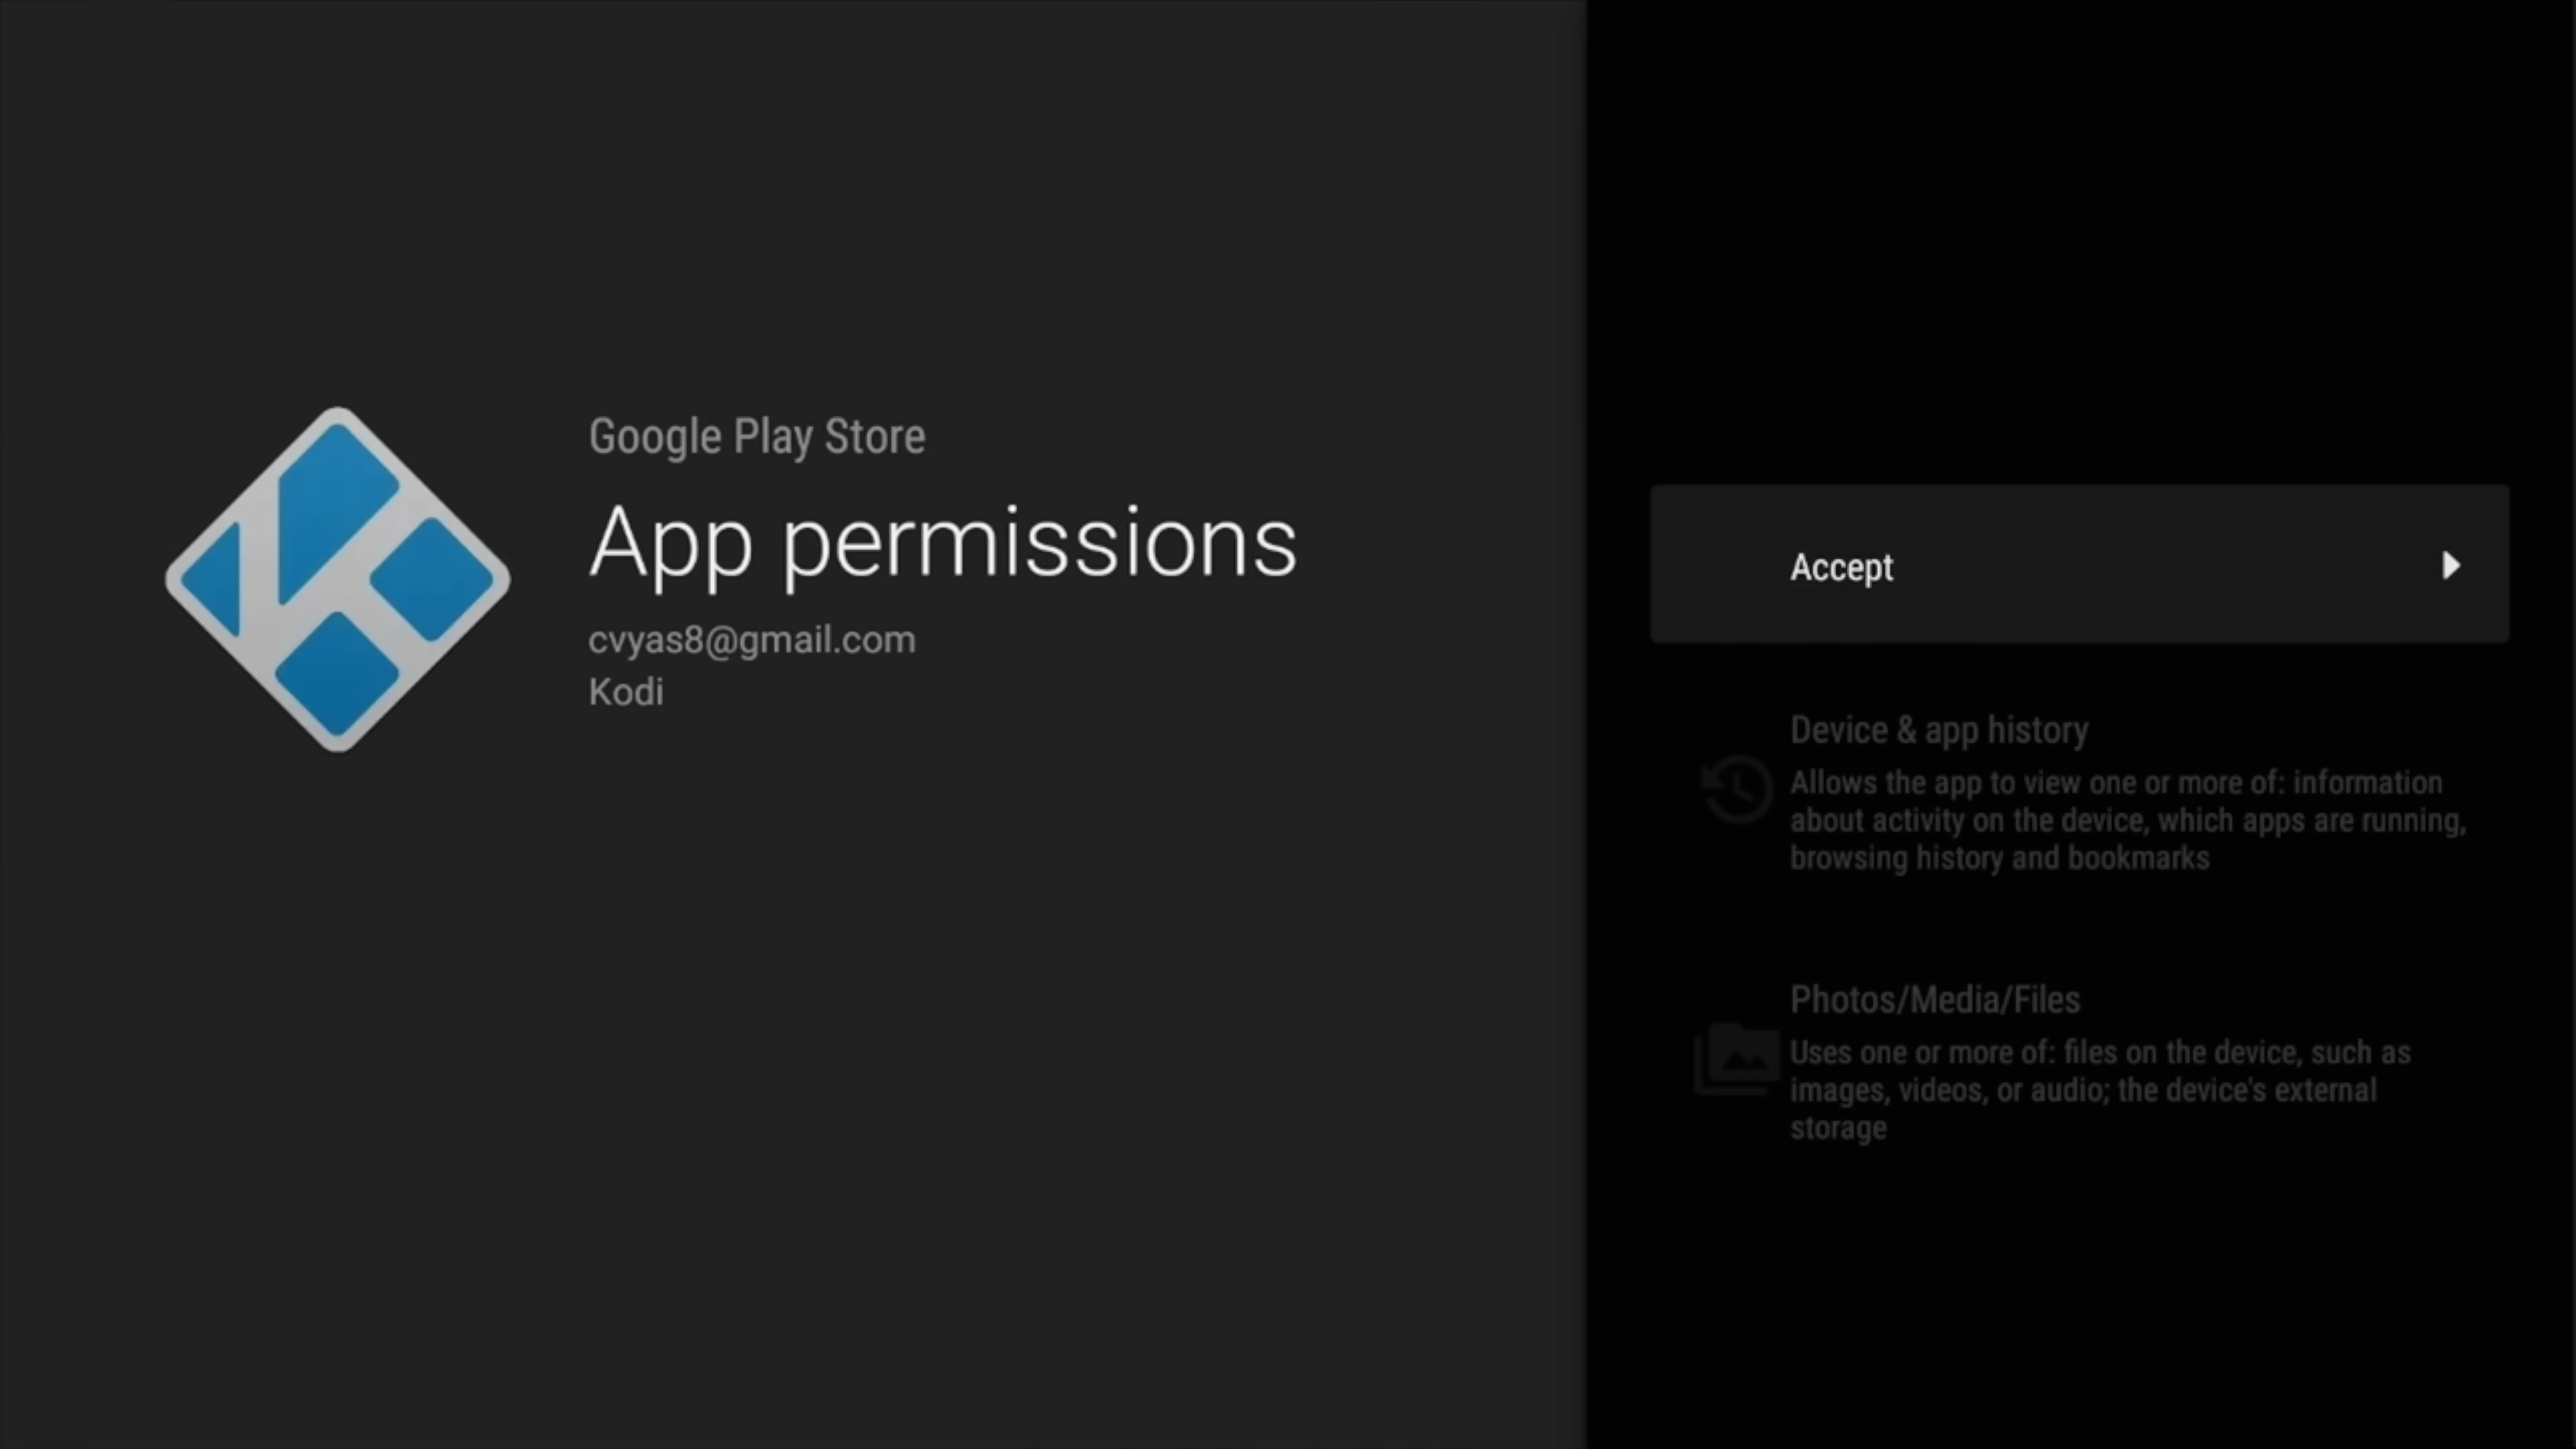 Google Play Store
App permissions
cvyas8@gmail.com
Kodi
Accept
Device & app history
Allows the app to view one or more of: information
about activity on the device, which apps are running,
browsing history and bookmarks
Photos/Media/Files
Uses one or more of: files on the device, such as
images, videos, or audio; the device's external
storage